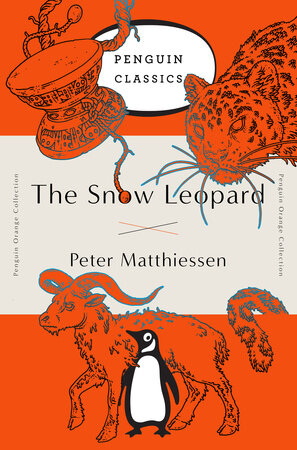 PENGUIN
CLASSICS
The Snow Leopard
Peter Matthiessen
Penguin Orange Collection
Penguin Orange Collection